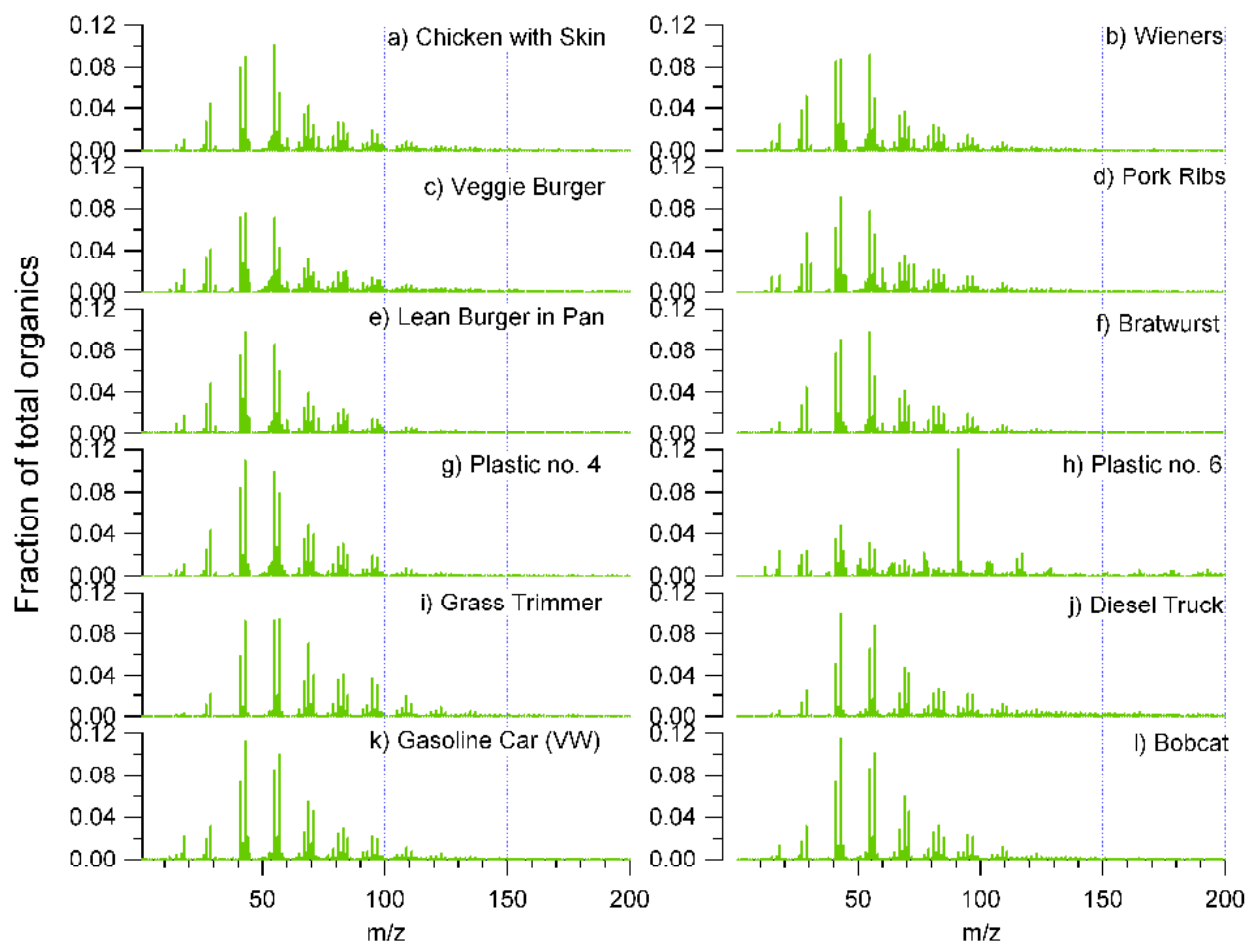 Fraction of total organics
0.12
0.08
0.04
0.00
a) Chicken with Skin
b) Wieners
0.12
0.08
0.04
0.00
0.12
0.08
0.04
0.00
c) Veggie Burger
d) Pork Ribs
0.12
0.08
0.04
0.00
0.12
0.08
0.04
0.00
e) Lean Burger in Pan
f) Bratwurst
0.12
0.08
0.04
0.00
0.12
0.08
0.04
0.00
g) Plastic no. 4
h) Plastic no. 6
0.12
0.08
0.04
0.00
0.12
0.08
0.04
0.00
i) Grass Trimmer
j) Diesel Truck
0.12
0.08
0.04
0.00
0.12
0.08
0.04
0.00
k) Gasoline Car (VW)
l) Bobcat
0.12
0.08
0.04
0.00
50 100 150 200
m/z
50 100 150 200
m/z